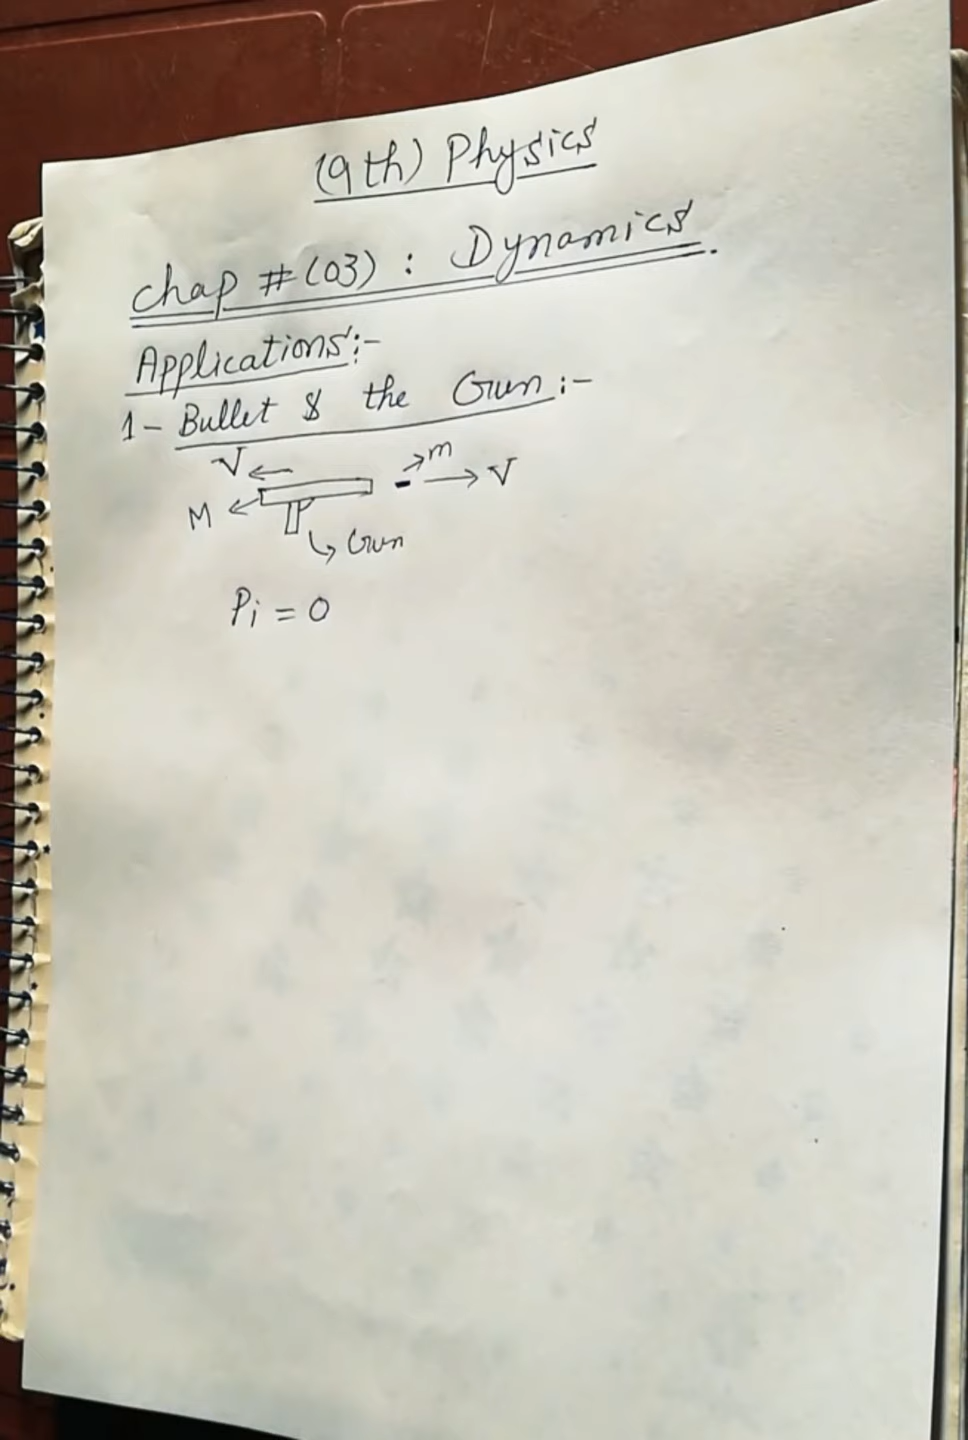 (9th) Physics
Chap # (03) : Dynamics.
Applications:-
1- Bullet & the Gun:-
V m V
M
Gun
Pi = 0